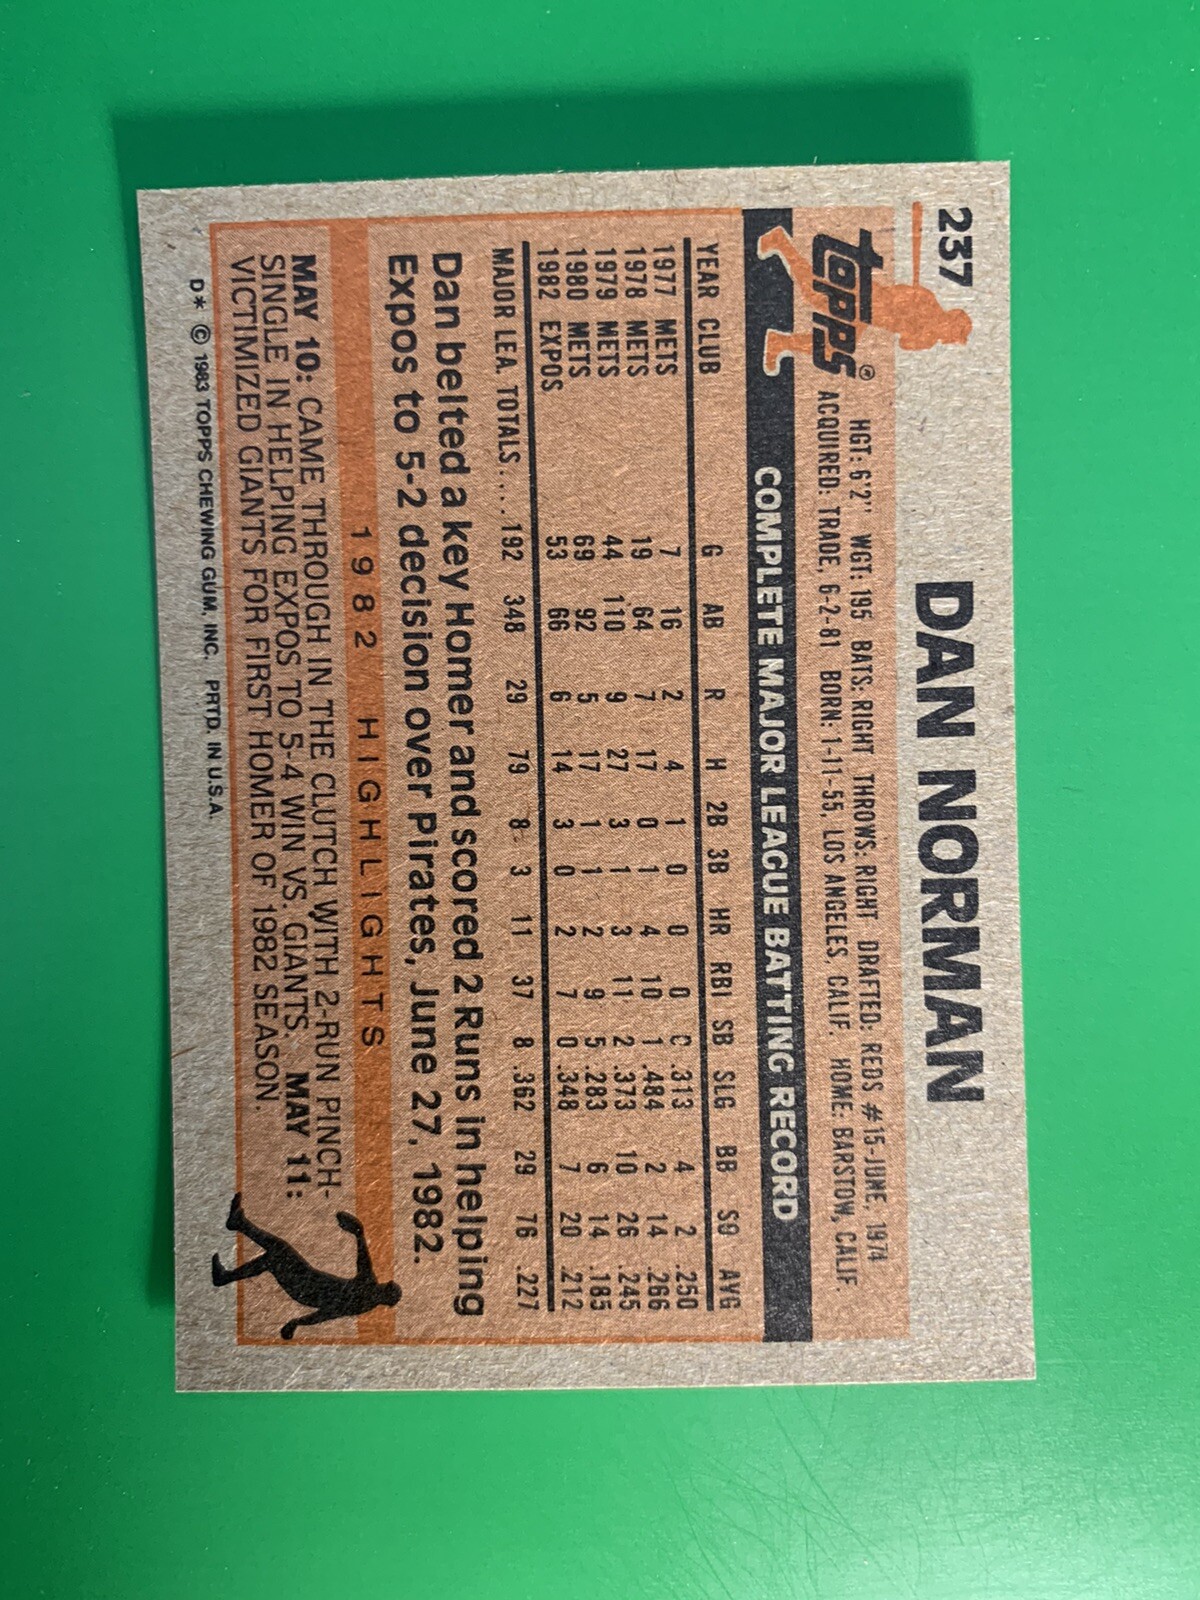 237
DAN NORMAN
TOPPS®
HGT: 6'2" WGT: 195 BATS: RIGHT THROWS: RIGHT DRAFTED: REDS #15-JUNE, 1974
ACQUIRED: TRADE, 6-2-81 BORN: 1-11-55, LOS ANGELES, CALIF. HOME: BARSTOW, CALIF.
COMPLETE MAJOR LEAGUE BATTING RECORD
YEAR CLUB G AB R H 2B 3B HR RBI SB SLG BB SO AVG
1977 METS 7 16 2 4 1 0 0 0 0 .313 4 2 .250
1978 METS 19 64 7 17 0 1 4 10 1 .484 2 14 .266
1979 METS 44 110 9 27 3 1 3 11 2 .373 10 26 .245
1980 METS 69 92 5 17 1 1 2 9 5 .283 6 14 .185
1982 EXPOS 53 66 6 14 3 0 2 7 0 .348 7 20 .212
MAJOR LEA. TOTALS... 192 348 29 79 8 3 11 37 8 .362 29 76 .227
Dan belted a key Homer and scored 2 Runs in helping
Expos to 5-2 decision over Pirates, June 27, 1982.
1982 HIGHLIGHTS
MAY 10: CAME THROUGH IN THE CLUTCH WITH 2-RUN PINCH-
SINGLE IN HELPING EXPOS TO 5-4 WIN VS. GIANTS. MAY 11:
VICTIMIZED GIANTS FOR FIRST HOMER OF 1982 SEASON.
D* © 1983 TOPPS CHEWING GUM, INC. PRTD. IN U.S.A.